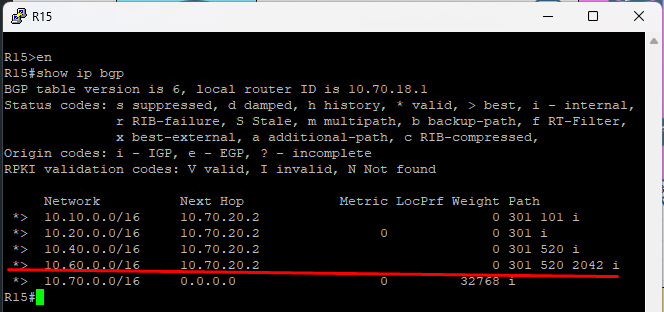 R15
R15>en
R15#show ip bgp
BGP table version is 6, local router ID is 10.70.18.1
Status codes: s suppressed, d damped, h history, * valid, > best, i - internal,
              r RIB-failure, S Stale, m multipath, b backup-path, f RT-Filter,
              x best-external, a additional-path, c RIB-compressed,
Origin codes: i - IGP, e - EGP, ? - incomplete
RPKI validation codes: V valid, I invalid, N Not found
     Network          Next Hop            Metric LocPrf Weight Path
 *>  10.10.0.0/16     10.70.20.2                             0 301 101 i
 *>  10.20.0.0/16     10.70.20.2               0             0 301 i
 *>  10.40.0.0/16     10.70.20.2                             0 301 520 i
 *>  10.60.0.0/16     10.70.20.2                             0 301 520 2042 i
 *>  10.70.0.0/16     0.0.0.0                  0         32768 i
R15#